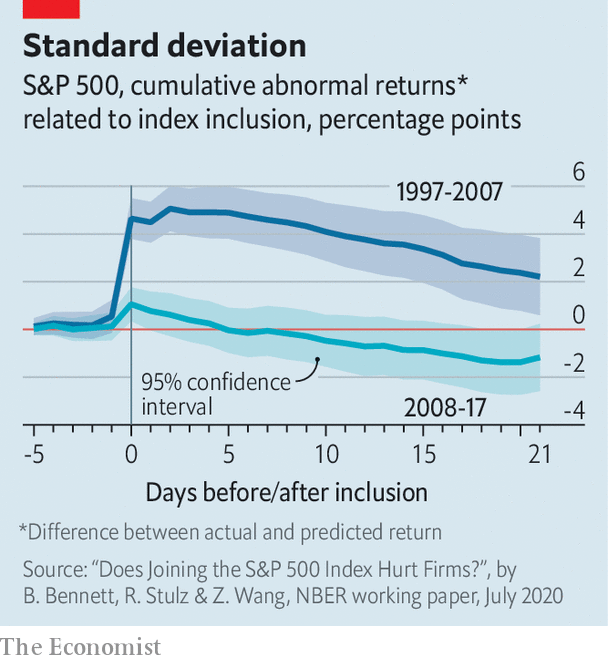 Standard deviation
S&P 500, cumulative abnormal returns*
related to index inclusion, percentage points
6
1997-2007
4
2
0
-2
95% confidence
interval
2008-17
-4
-5
0
5
10
15
21
Days before/after inclusion
*Difference between actual and predicted return
Source: “Does Joining the S&P 500 Index Hurt Firms?”, by
B. Bennett, R. Stulz & Z. Wang, NBER working paper, July 2020
The Economist